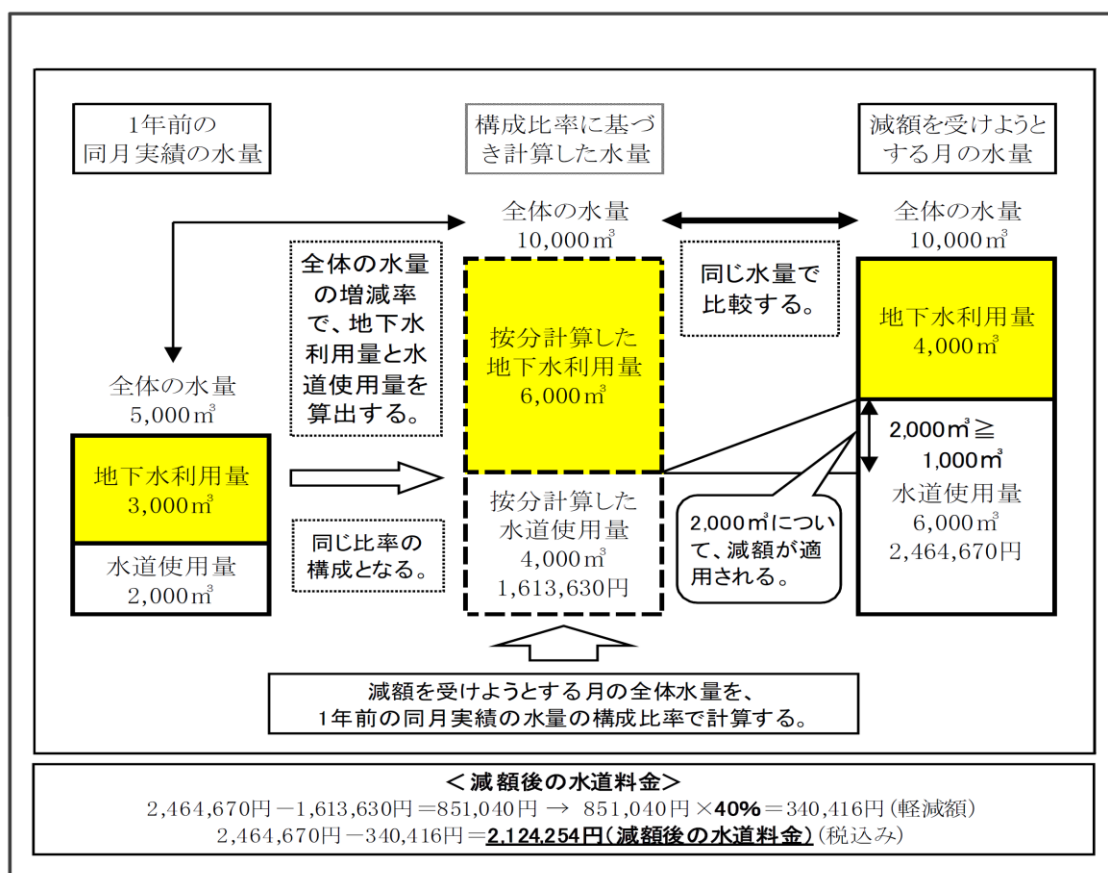 1年前の
同月実績の水量
構成比率に基づ
き計算した水量
減額を受けようと
する月の水量
全体の水量
10,000㎥
全体の水量
10,000㎥
全体の水量
の増減率
で、地下水
利用量と水
道使用量を
算出する。
同じ水量で
比較する。
按分計算した
地下水利用量
6,000㎥
地下水利用量
4,000㎥
全体の水量
5,000㎥
地下水利用量
3,000㎥
水道使用量
2,000㎥
同じ比率の
構成となる。
按分計算した
水道使用量
4,000㎥
1,613,630円
2,000㎥につい
て、減額が適
用される。
2,000㎥≧
1,000㎥
水道使用量
6,000㎥
2,464,670円
減額を受けようとする月の全体水量を、
1年前の同月実績の水量の構成比率で計算する。
＜減額後の水道料金＞
2,464,670円－1,613,630円＝851,040円 → 851,040円×40%＝340,416円(軽減額)
2,464,670円－340,416円＝2,124,254円(減額後の水道料金)(税込み)